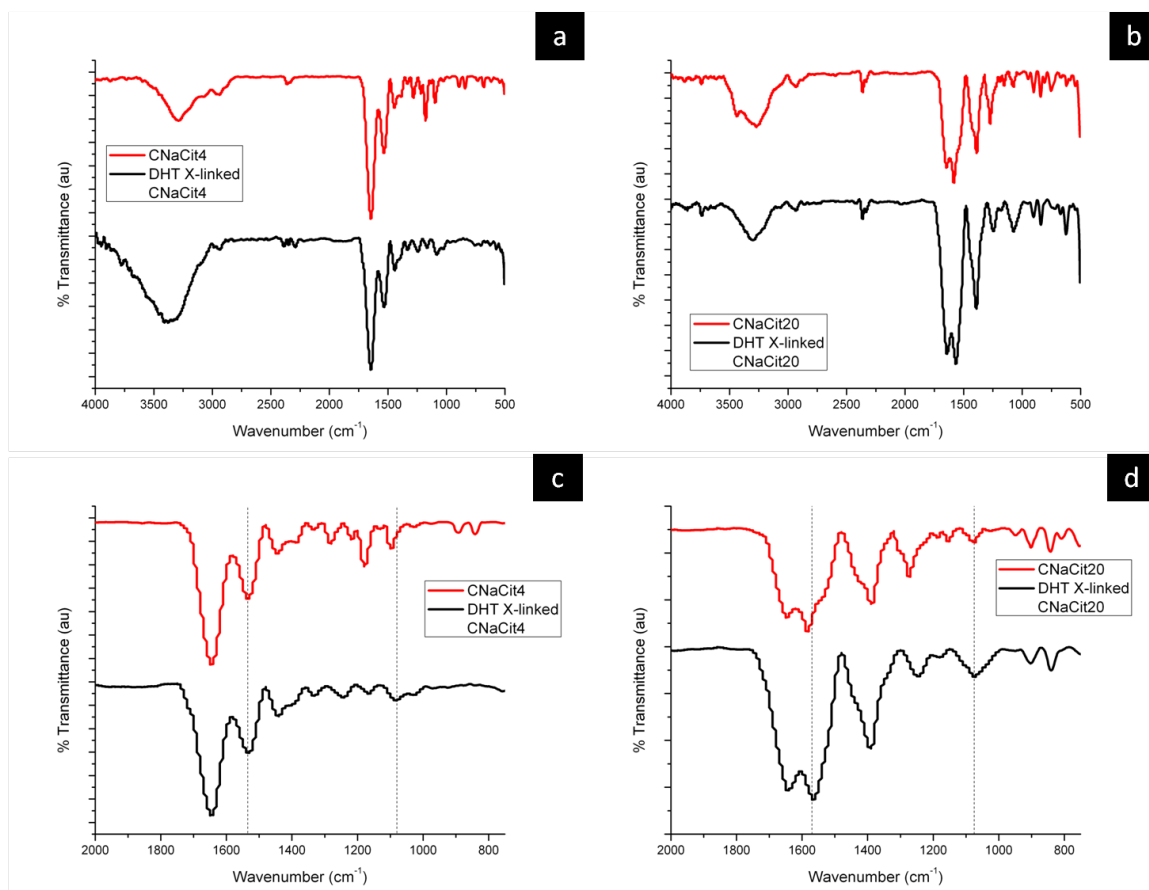 a
CNaCit4
DHT X-linked
CNaCit4
% Transmittance (au)
4000 3500 3000 2500 2000 1500 1000 500
Wavenumber (cm⁻¹)
b
CNaCit20
DHT X-linked
CNaCit20
% Transmittance (au)
4000 3500 3000 2500 2000 1500 1000 500
Wavenumber (cm⁻¹)
c
CNaCit4
DHT X-linked
CNaCit4
% Transmittance (au)
2000 1800 1600 1400 1200 1000 800
Wavenumber (cm⁻¹)
d
CNaCit20
DHT X-linked
CNaCit20
% Transmittance (au)
2000 1800 1600 1400 1200 1000 800
Wavenumber (cm⁻¹)